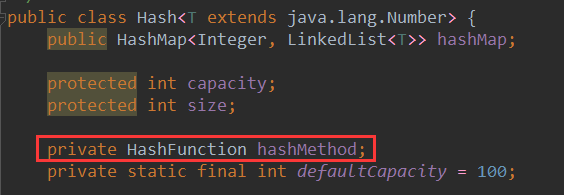 public class Hash<T extends java.lang.Number> {
public HashMap<Integer, LinkedList<T>> hashMap;
protected int capacity;
protected int size;
private HashFunction hashMethod;
private static final int defaultCapacity = 100;